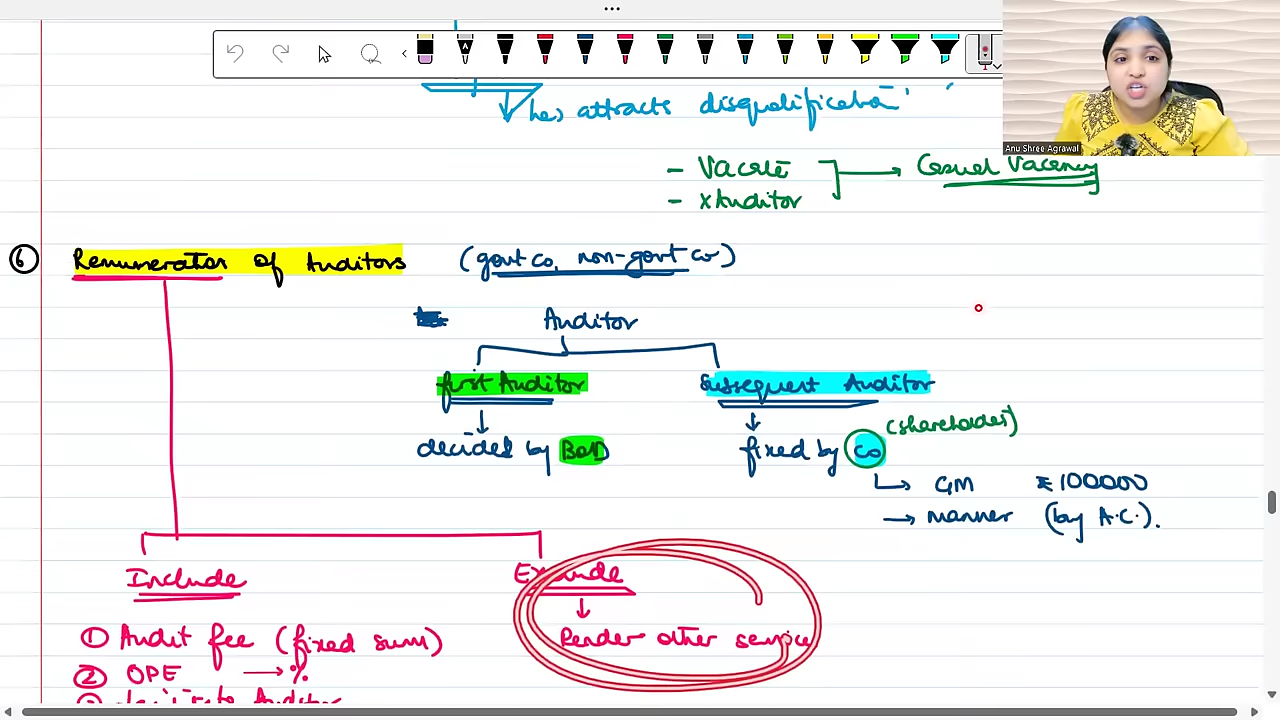 has attracts disqualification
Anu Shree Agrawal
- Vacate
- x Auditor
Casual Vacancy
⑥ Remuneration of Auditors (govt co, non-govt co)
Auditor
first Auditor
Subsequent Auditor
decided by BOD
fixed by Co (shareholder)
→ GM ₹100000
→ manner (by A.C.).
Include
Exclude
① Audit fee (fixed sum)
Render other service
② OPE → %